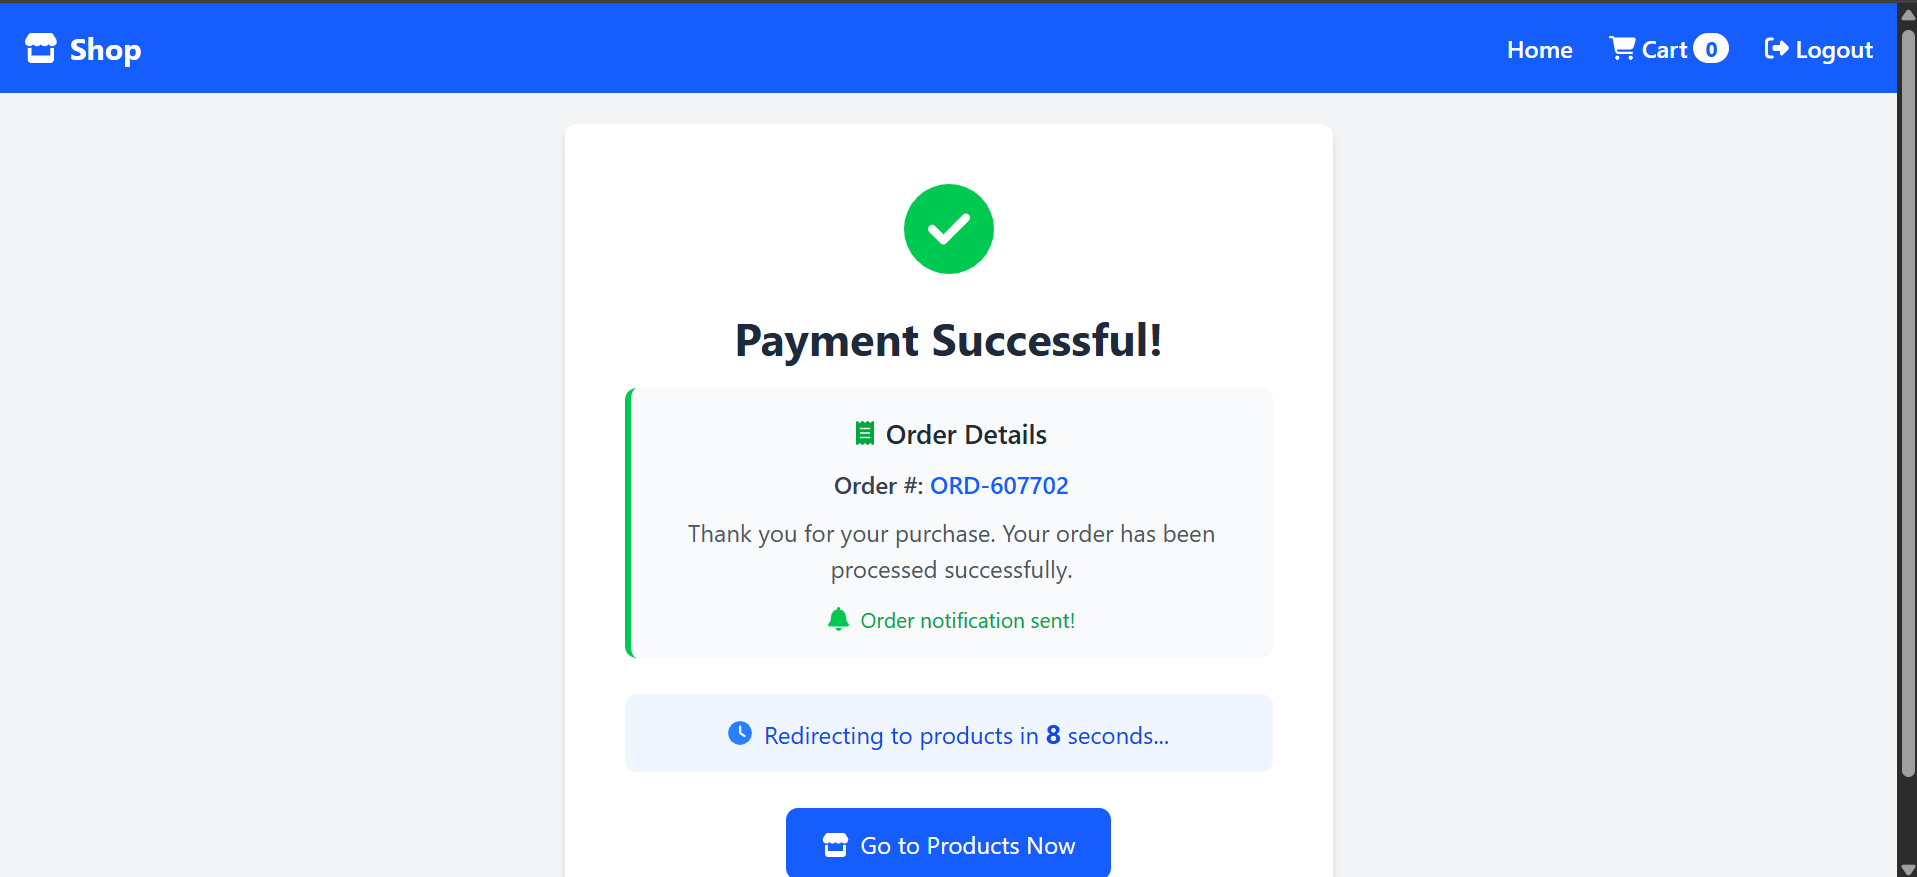 Shop
Home
Cart 0
Logout
Payment Successful!
Order Details
Order #: ORD-607702
Thank you for your purchase. Your order has been
processed successfully.
Order notification sent!
Redirecting to products in 8 seconds...
Go to Products Now